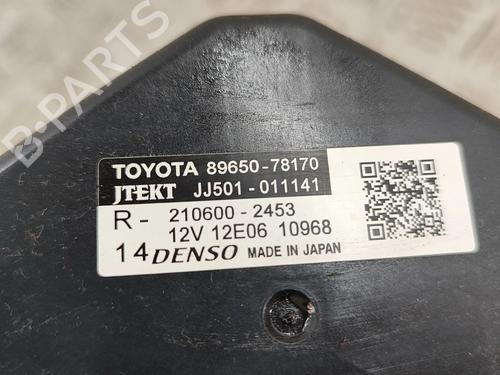 B-PARTS
TOYOTA 89650-78170
JTEKT JJ501-011141
R- 210600-2453
12V 12E06 10968
14 DENSO MADE IN JAPAN